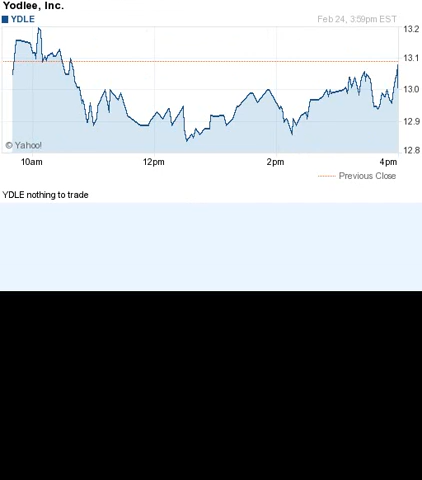 Yodlee, Inc.
YDLE Feb 24, 3:59pm EST
13.2
13.1
13.0
12.9
12.8
© Yahoo!
10am 12pm 2pm 4pm
Previous Close
YDLE nothing to trade